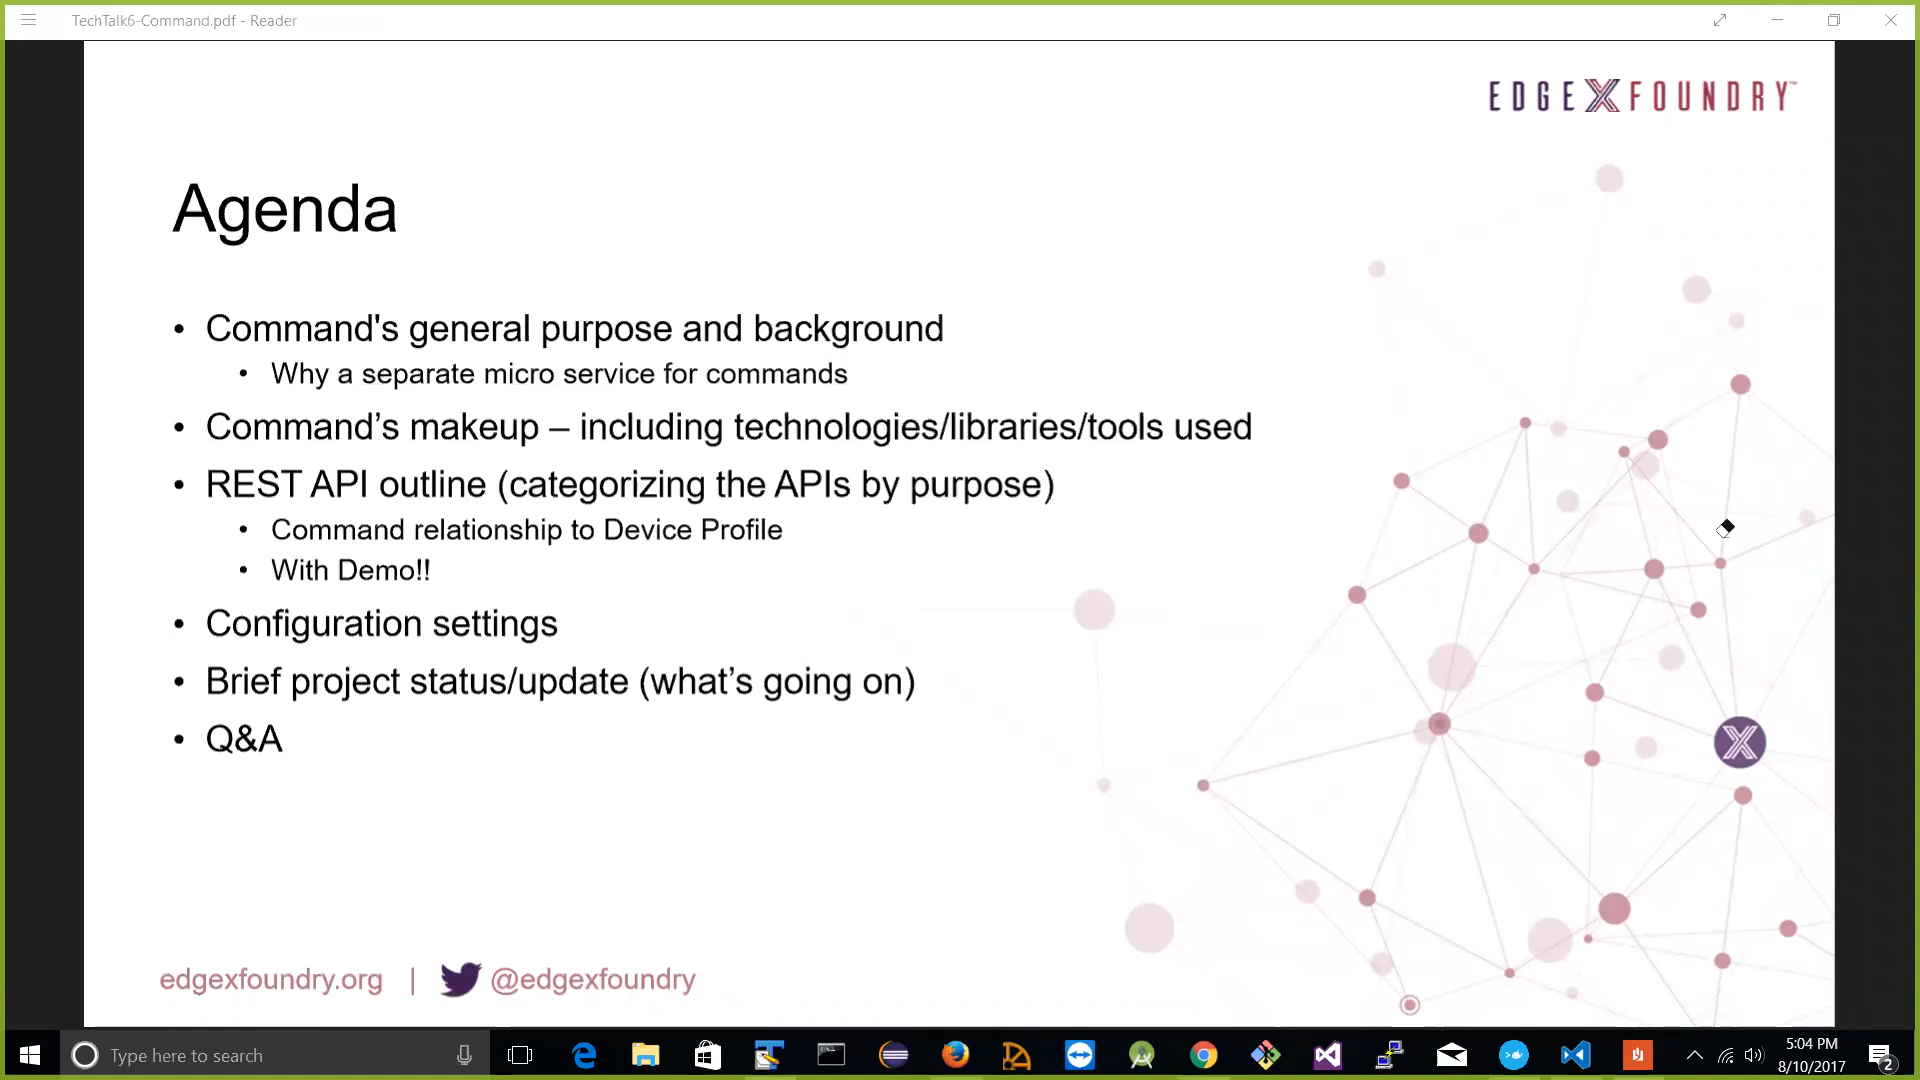 TechTalk6-Command.pdf - Reader
EDGE X FOUNDRY™
Agenda
• Command's general purpose and background
• Why a separate micro service for commands
• Command’s makeup – including technologies/libraries/tools used
• REST API outline (categorizing the APIs by purpose)
• Command relationship to Device Profile
• With Demo!!
• Configuration settings
• Brief project status/update (what’s going on)
• Q&A
edgexfoundry.org | @edgexfoundry
Type here to search
5:04 PM
8/10/2017
2